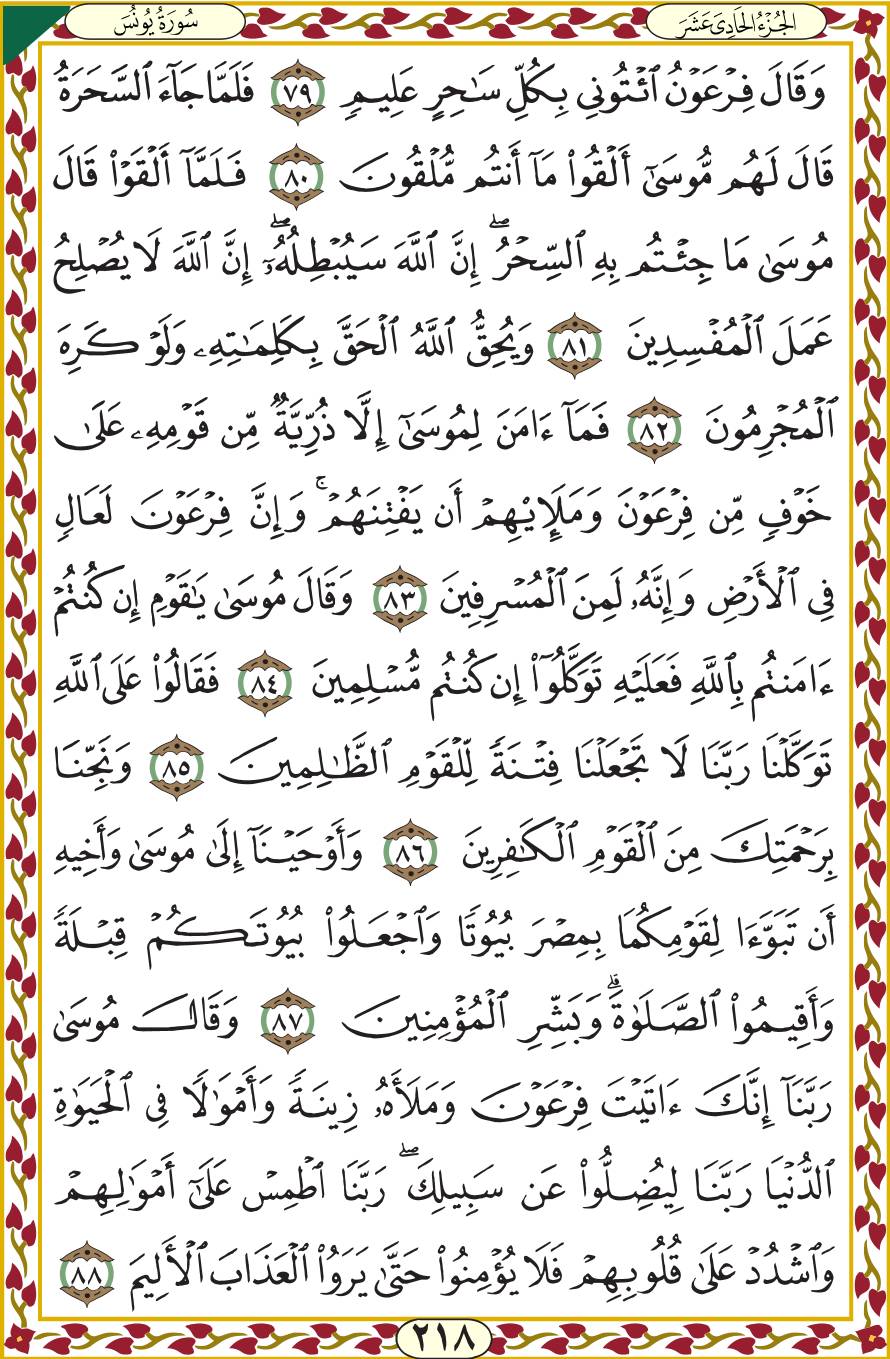 الجُزْءُ الحَادِىَ عَشَرَ
سُورَةُ يُونُسَ
وَقَالَ فِرْعَوْنُ ٱئْتُونِى بِكُلِّ سَـٰحِرٍ عَلِيمٍ ٧٩ فَلَمَّا جَآءَ ٱلسَّحَرَةُ
قَالَ لَهُم مُّوسَىٰٓ أَلْقُوا۟ مَآ أَنتُم مُّلْقُونَ ٨٠ فَلَمَّآ أَلْقَوْا۟ قَالَ
مُوسَىٰ مَا جِئْتُم بِهِ ٱلسِّحْرُ ۖ إِنَّ ٱللَّهَ سَيُبْطِلُهُۥٓ ۖ إِنَّ ٱللَّهَ لَا يُصْلِحُ
عَمَلَ ٱلْمُفْسِدِينَ ٨١ وَيُحِقُّ ٱللَّهُ ٱلْحَقَّ بِكَلِمَـٰتِهِۦ وَلَوْ كَرِهَ
ٱلْمُجْرِمُونَ ٨٢ فَمَآ ءَامَنَ لِمُوسَىٰٓ إِلَّا ذُرِّيَّةٌ مِّن قَوْمِهِۦ عَلَىٰ
خَوْفٍ مِّن فِرْعَوْنَ وَمَلَإِي۟هِمْ أَن يَفْتِنَهُمْ ۚ وَإِنَّ فِرْعَوْنَ لَعَالٍ
فِى ٱلْأَرْضِ وَإِنَّهُۥ لَمِنَ ٱلْمُسْرِفِينَ ٨٣ وَقَالَ مُوسَىٰ يَـٰقَوْمِ إِن كُنتُمْ
ءَامَنتُم بِٱللَّهِ فَعَلَيْهِ تَوَكَّلُوٓا۟ إِن كُنتُم مُّسْلِمِينَ ٨٤ فَقَالُوا۟ عَلَى ٱللَّهِ
تَوَكَّلْنَا رَبَّنَا لَا تَجْعَلْنَا فِتْنَةً لِّلْقَوْمِ ٱلظَّـٰلِمِينَ ٨٥ وَنَجِّنَا
بِرَحْمَتِكَ مِنَ ٱلْقَوْمِ ٱلْكَـٰفِرِينَ ٨٦ وَأَوْحَيْنَآ إِلَىٰ مُوسَىٰ وَأَخِيهِ
أَن تَبَوَّءَا لِقَوْمِكُمَا بِمِصْرَ بُيُوتًا وَٱجْعَلُوا۟ بُيُوتَكُمْ قِبْلَةً
وَأَقِيمُوا۟ ٱلصَّلَوٰةَ ۗ وَبَشِّرِ ٱلْمُؤْمِنِينَ ٨٧ وَقَالَ مُوسَىٰ
رَبَّنَآ إِنَّكَ ءَاتَيْتَ فِرْعَوْنَ وَمَلَأَهُۥ زِينَةً وَأَمْوَٰلًا فِى ٱلْحَيَوٰةِ
ٱلدُّنْيَا رَبَّنَا لِيُضِلُّوا۟ عَن سَبِيلِكَ ۖ رَبَّنَا ٱطْمِسْ عَلَىٰٓ أَمْوَٰلِهِمْ
وَٱشْدُدْ عَلَىٰ قُلُوبِهِمْ فَلَا يُؤْمِنُوا۟ حَتَّىٰ يَرَوُا۟ ٱلْعَذَابَ ٱلْأَلِيمَ ٨٨
٢١٨